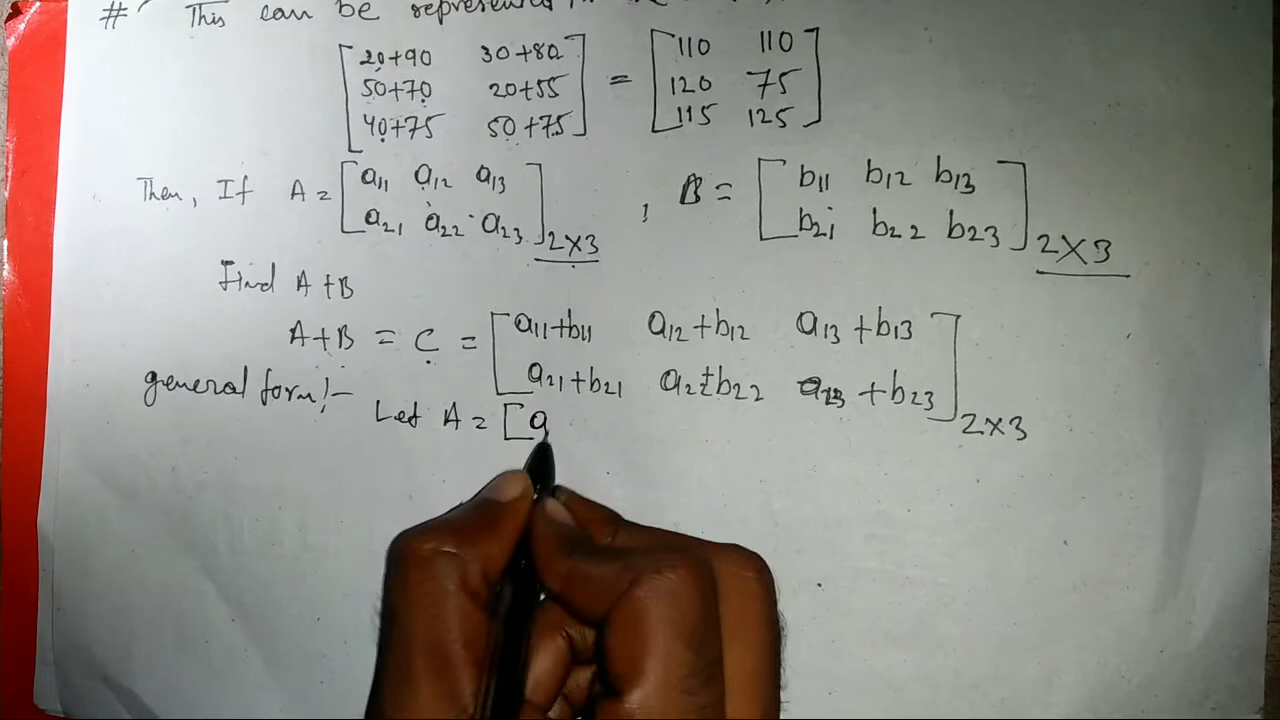 # This can be represented in
[20+90 30+80] = [110 110]
[50+70 20+55] [120 75]
[40+75 50+75] [115 125]
Then, If A = [a11 a12 a13] , B = [b11 b12 b13]
[a21 a22 a23]2×3 [b21 b22 b23]2×3
Find A+B
A+B = C = [a11+b11 a12+b12 a13+b13]
[a21+b21 a22+b22 a23+b23]2×3
general form!-
Let A = [a